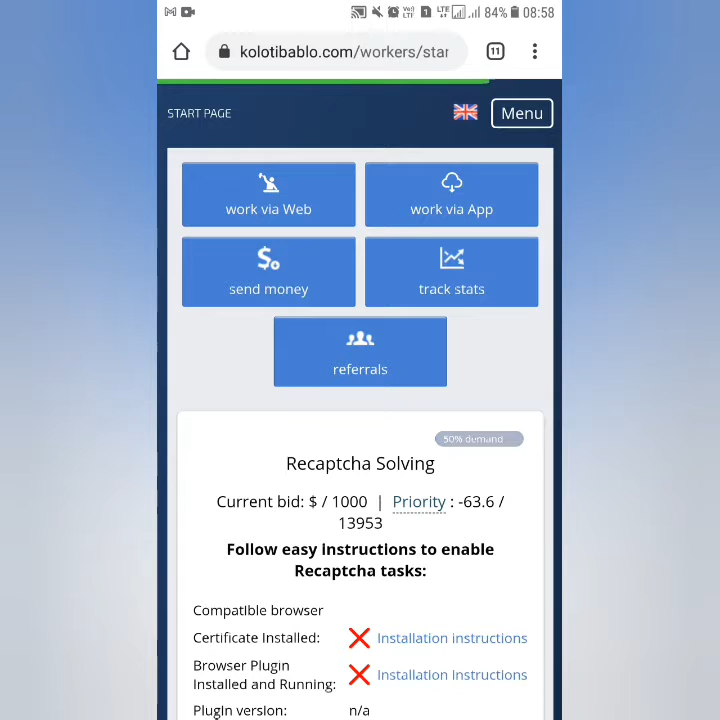 84% 08:58
kolotibablo.com/workers/star
11
START PAGE
Menu
work via Web
work via App
send money
track stats
referrals
50% demand
Recaptcha Solving
Current bid: $ / 1000 | Priority : -63.6 /
13953
Follow easy instructions to enable
Recaptcha tasks:
Compatible browser
Certificate Installed: Installation instructions
Browser Plugin
Installed and Running: Installation Instructions
PlugIn version: n/a